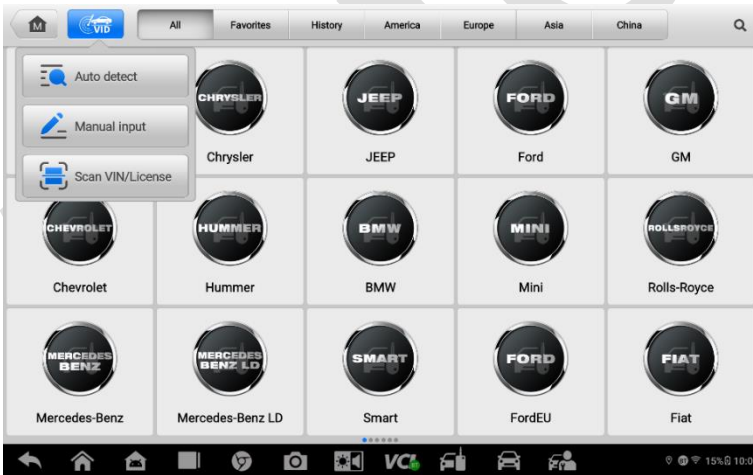 M
VID
All
Favorites
History
America
Europe
Asia
China
Auto detect
Manual input
Scan VIN/License
CHRYSLER
JEEP
FORD
GM
Chrysler
JEEP
Ford
GM
CHEVROLET
HUMMER
BMW
MINI
ROLLSROYCE
Chevrolet
Hummer
BMW
Mini
Rolls-Royce
MERCEDES
BENZ
MERCEDES
BENZ LD
SMART
FORD
FIAT
Mercedes-Benz
Mercedes-Benz LD
Smart
FordEU
Fiat
VCI
15%